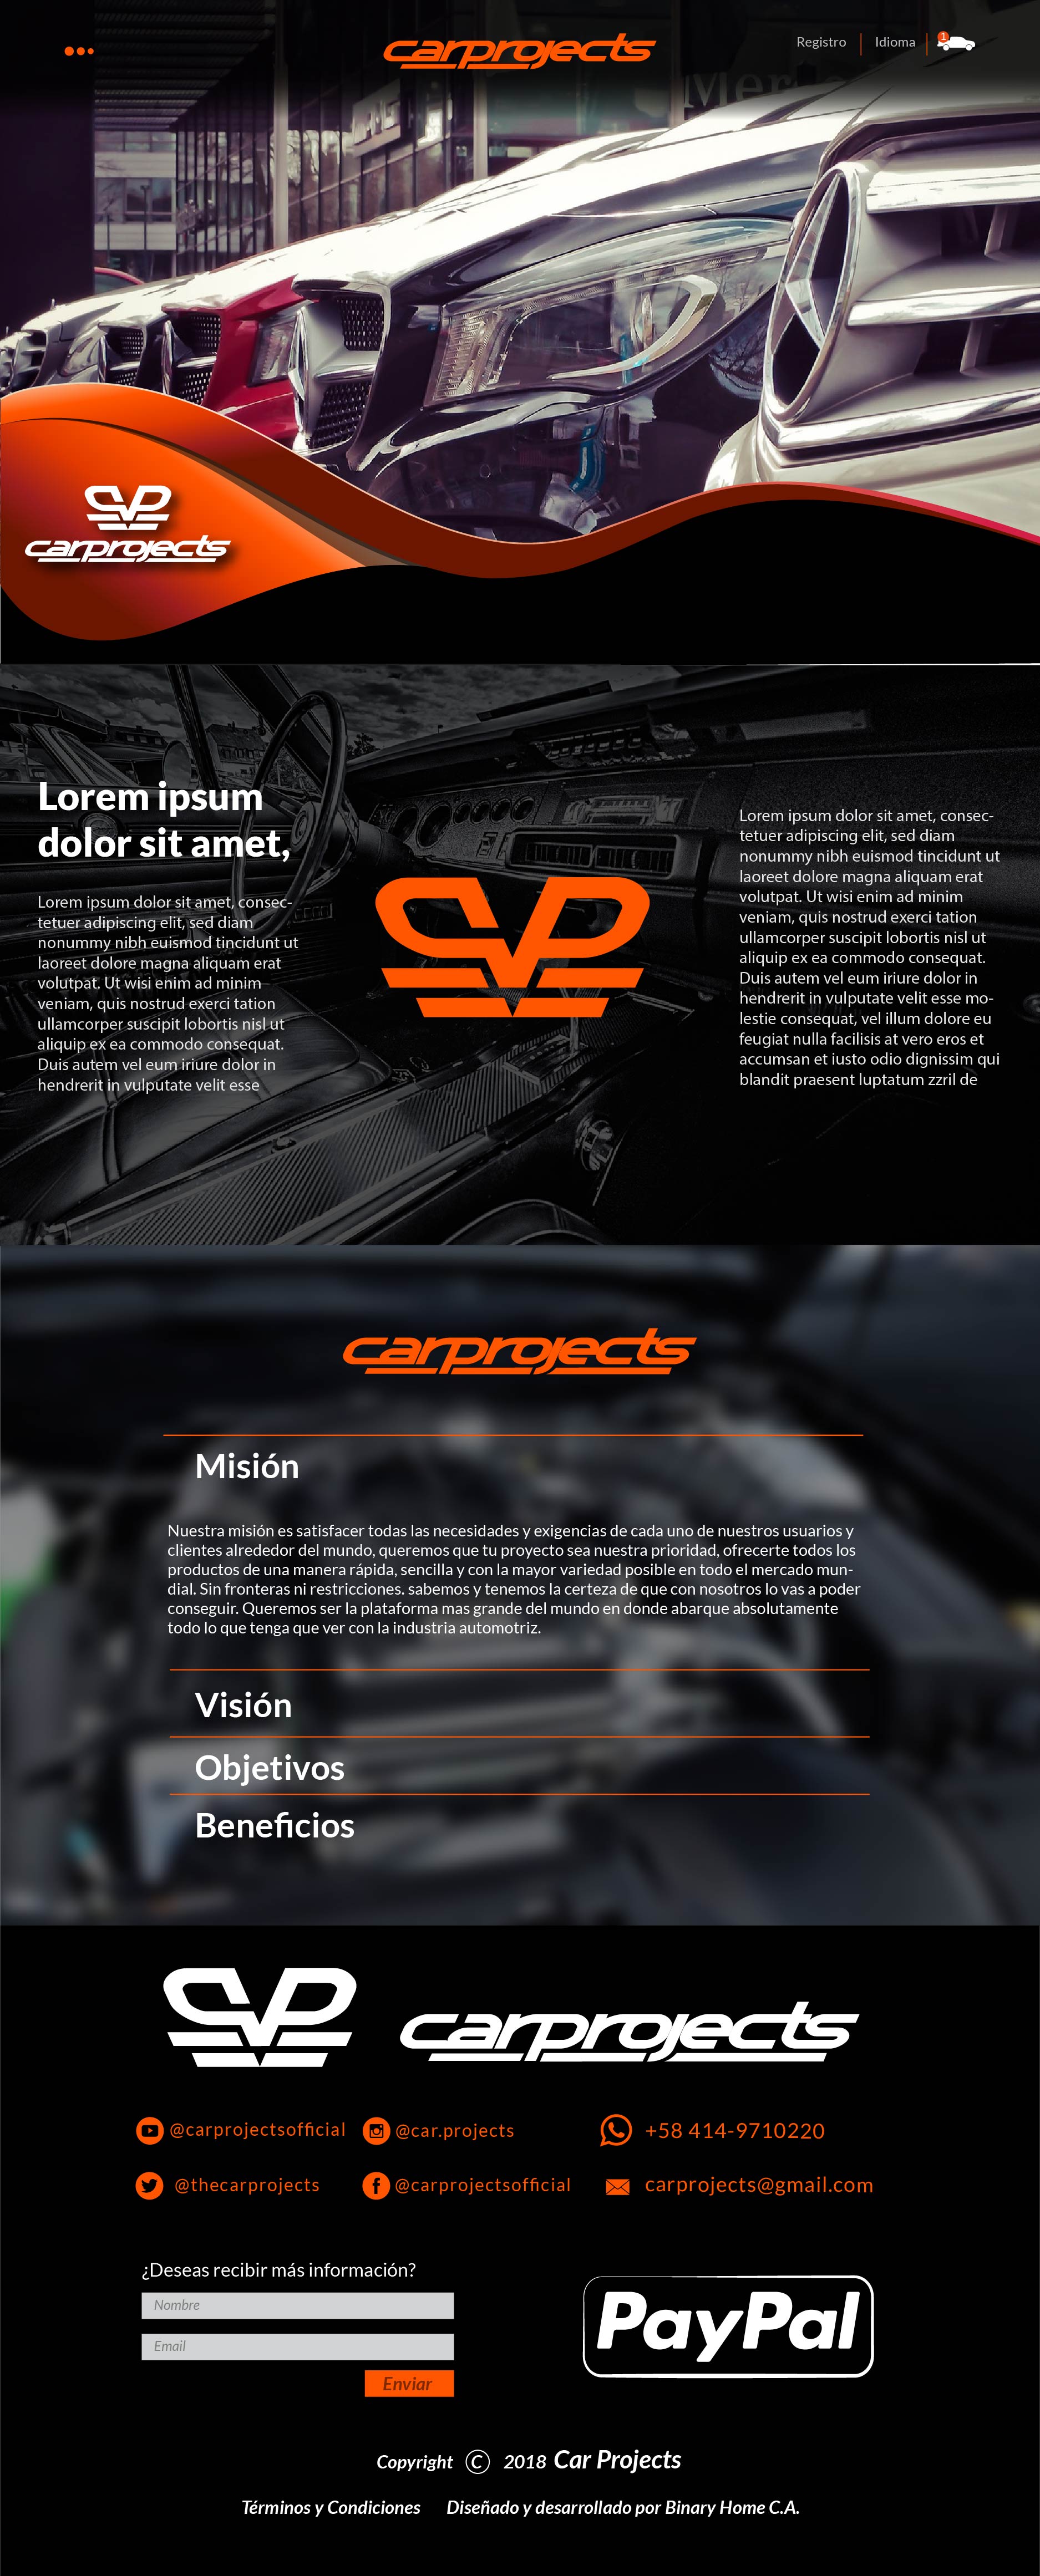 carprojects
Registro
Idioma
1
Mer
carprojects
Lorem ipsum
dolor sit amet,
Lorem ipsum dolor sit amet, consec-
tetuer adipiscing elit, sed diam
nonummy nibh euismod tincidunt ut
laoreet dolore magna aliquam erat
volutpat. Ut wisi enim ad minim
veniam, quis nostrud exerci tation
ullamcorper suscipit lobortis nisl ut
aliquip ex ea commodo consequat.
Duis autem vel eum iriure dolor in
hendrerit in vulputate velit esse
Lorem ipsum dolor sit amet, consec-
tetuer adipiscing elit, sed diam
nonummy nibh euismod tincidunt ut
laoreet dolore magna aliquam erat
volutpat. Ut wisi enim ad minim
veniam, quis nostrud exerci tation
ullamcorper suscipit lobortis nisl ut
aliquip ex ea commodo consequat.
Duis autem vel eum iriure dolor in
hendrerit in vulputate velit esse mo-
lestie consequat, vel illum dolore eu
feugiat nulla facilisis at vero eros et
accumsan et iusto odio dignissim qui
blandit praesent luptatum zzril de
carprojects
Misión
Nuestra misión es satisfacer todas las necesidades y exigencias de cada uno de nuestros usuarios y
clientes alrededor del mundo, queremos que tu proyecto sea nuestra prioridad, ofrecerte todos los
productos de una manera rápida, sencilla y con la mayor variedad posible en todo el mercado mun-
dial. Sin fronteras ni restricciones. sabemos y tenemos la certeza de que con nosotros lo vas a poder
conseguir. Queremos ser la plataforma mas grande del mundo en donde abarque absolutamente
todo lo que tenga que ver con la industria automotriz.
Visión
Objetivos
Beneficios
carprojects
@carprojectsofficial
@car.projects
+58 414-9710220
@thecarprojects
@carprojectsofficial
carprojects@gmail.com
¿Deseas recibir más información?
Nombre
Email
Enviar
PayPal
Copyright © 2018 Car Projects
Términos y Condiciones
Diseñado y desarrollado por Binary Home C.A.